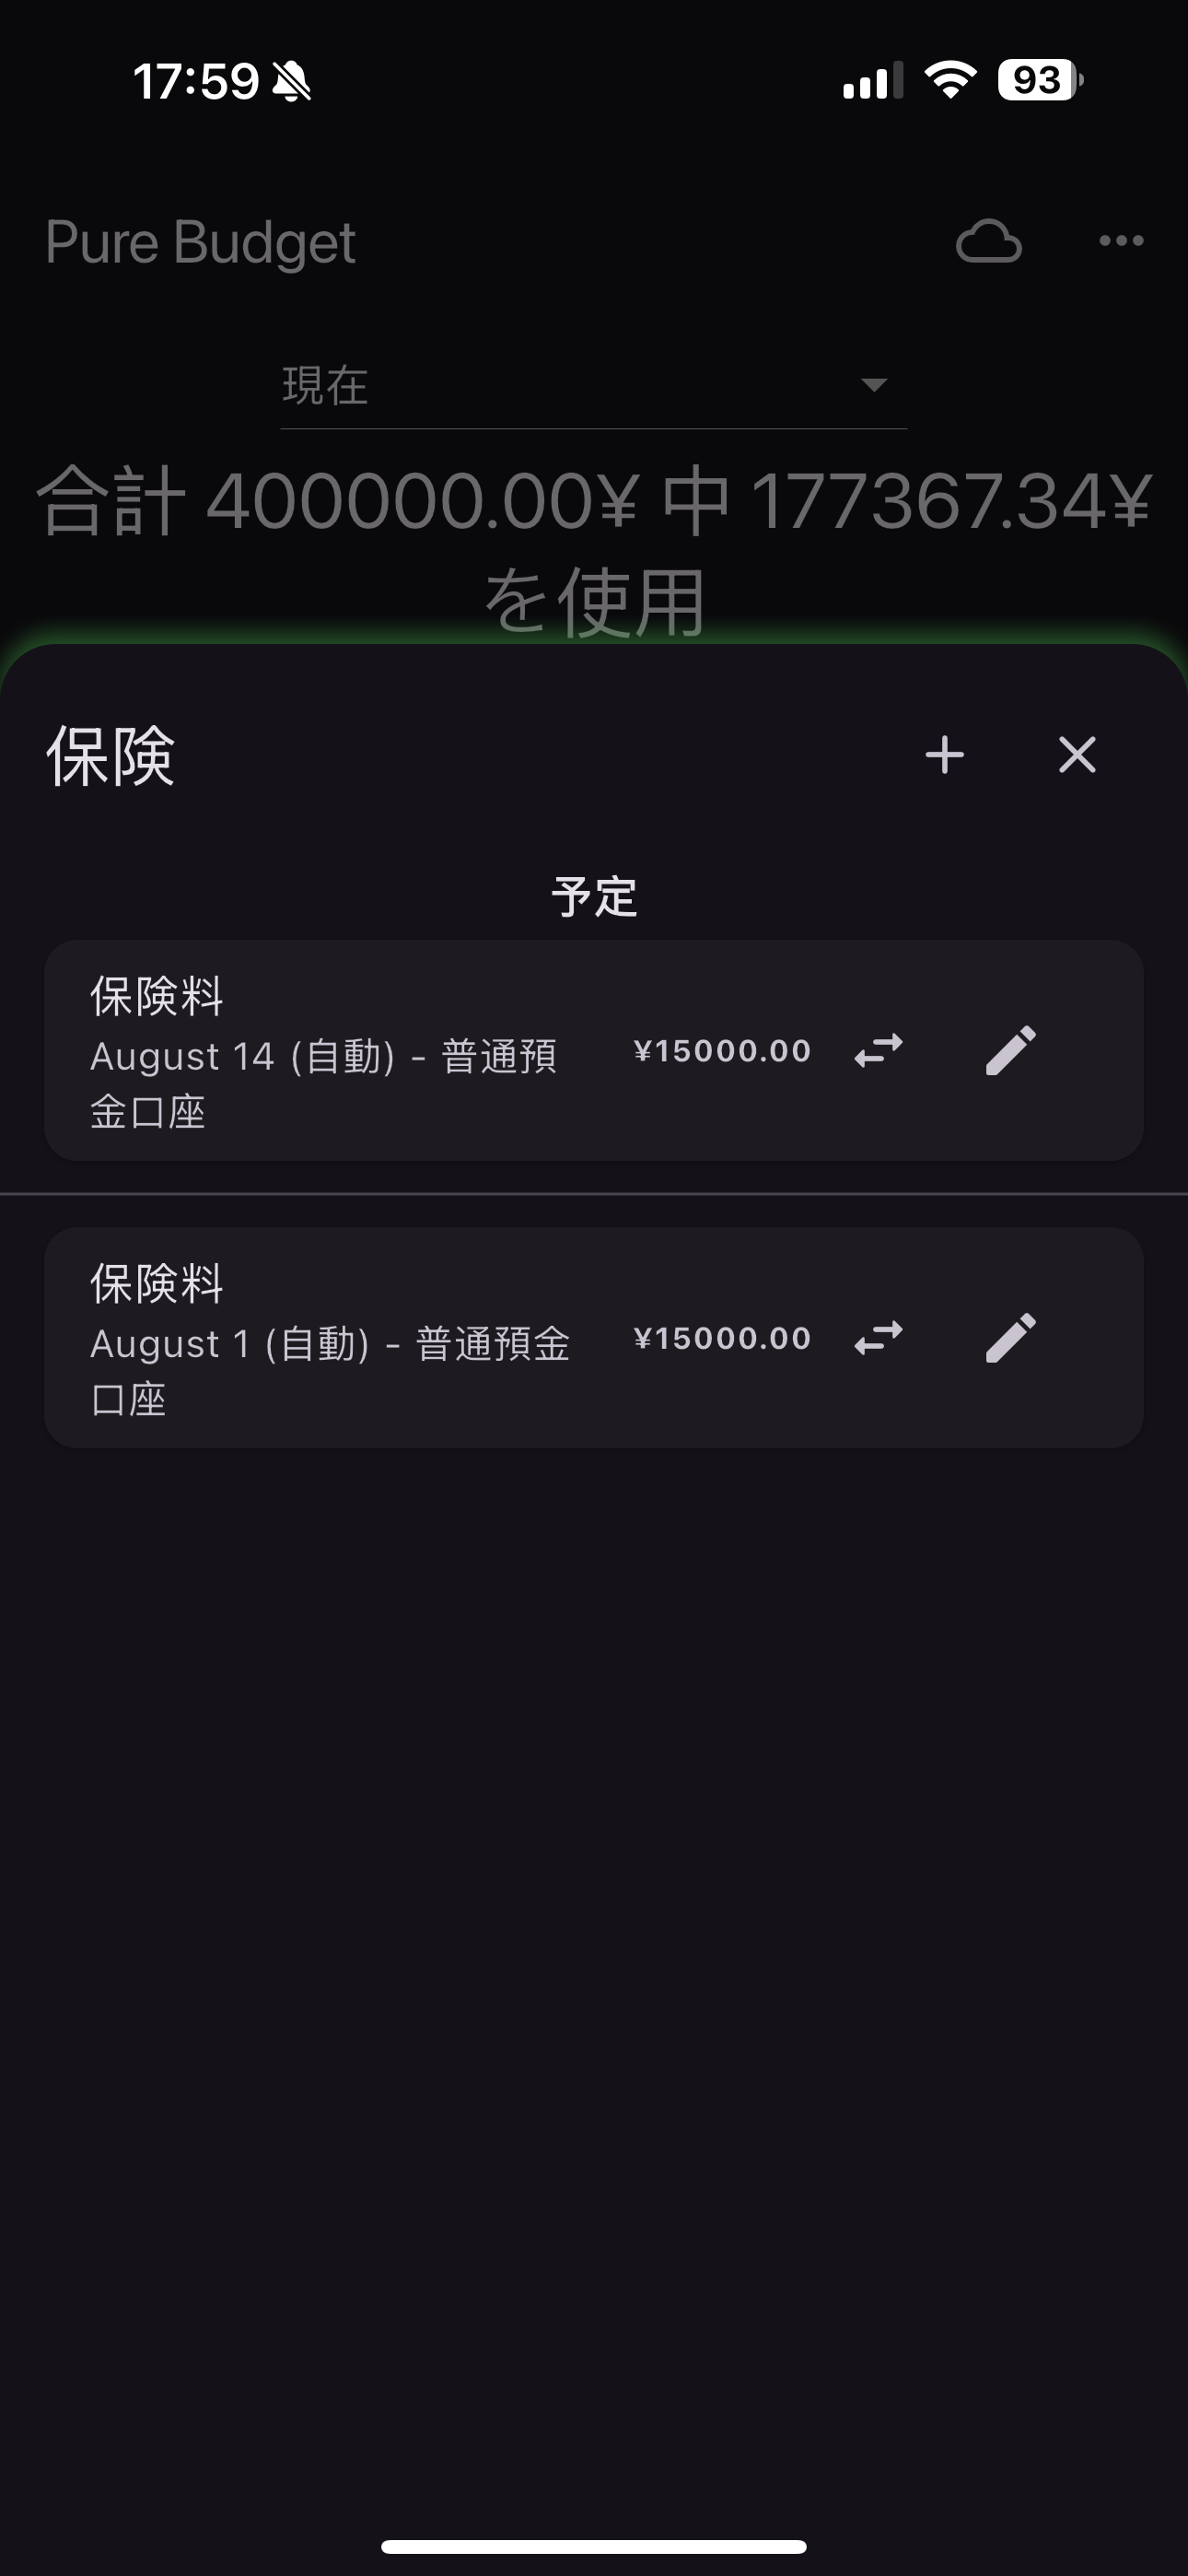 17:59
93
Pure Budget
現在
合計 400000.00¥ 中 177367.34¥
を使用
保険
予定
保険料
August 14 (自動) - 普通預
金口座
¥15000.00
保険料
August 1 (自動) - 普通預金
口座
¥15000.00